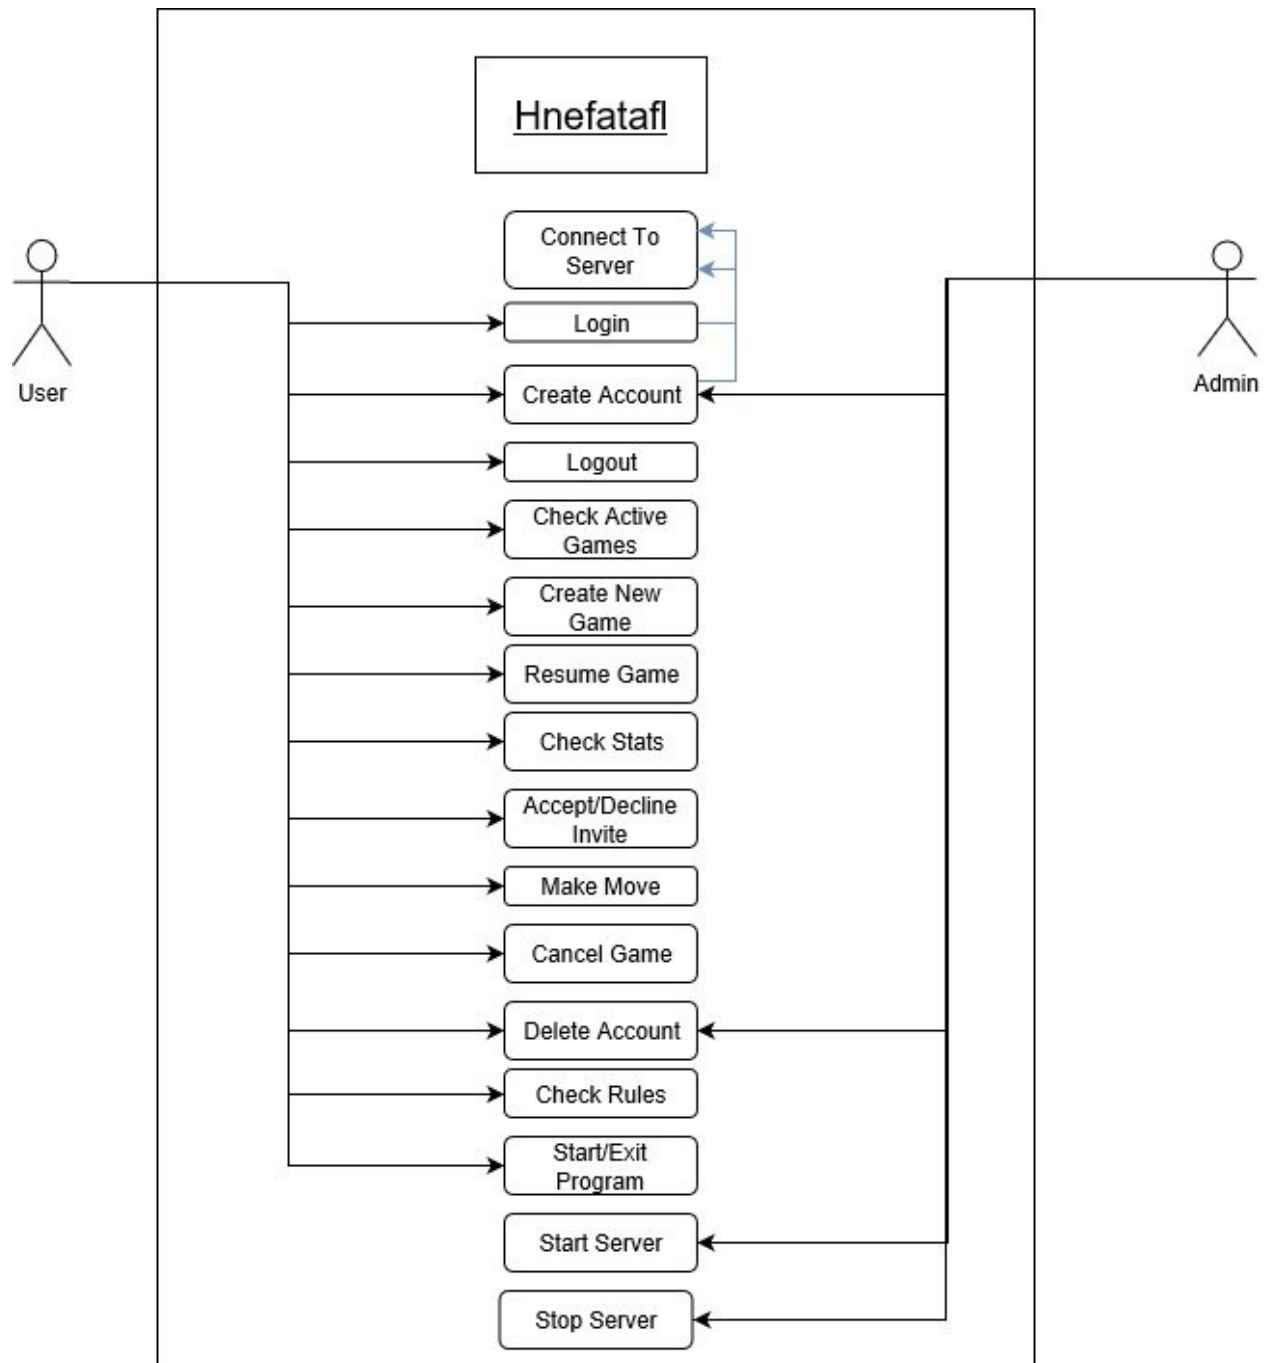 Hnefatafl
Connect To
Server
Login
User
Create Account
Admin
Logout
Check Active
Games
Create New
Game
Resume Game
Check Stats
Accept/Decline
Invite
Make Move
Cancel Game
Delete Account
Check Rules
Start/Exit
Program
Start Server
Stop Server